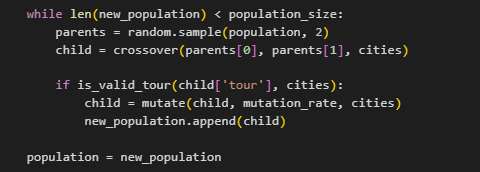 while len(new_population) < population_size:
    parents = random.sample(population, 2)
    child = crossover(parents[0], parents[1], cities)

    if is_valid_tour(child['tour'], cities):
        child = mutate(child, mutation_rate, cities)
        new_population.append(child)

population = new_population